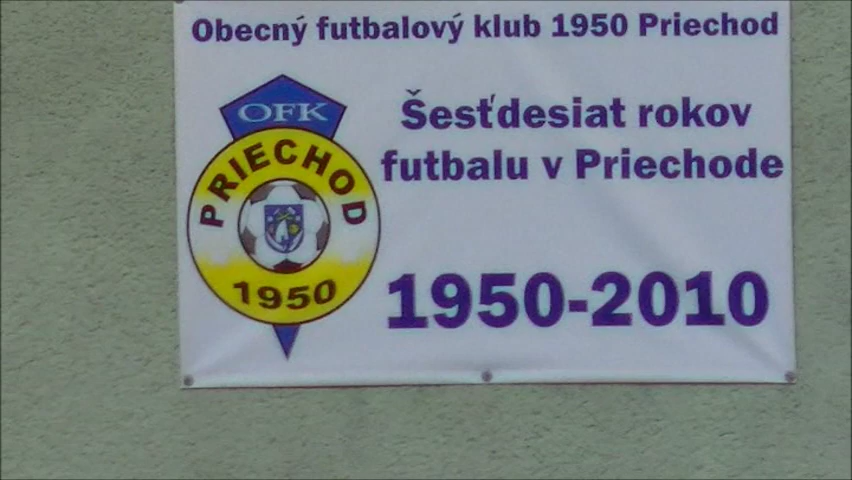 Obecný futbalový klub 1950 Priechod
OFK
PRIECHOD
1950
Šesťdesiat rokov
futbalu v Priechode
1950-2010